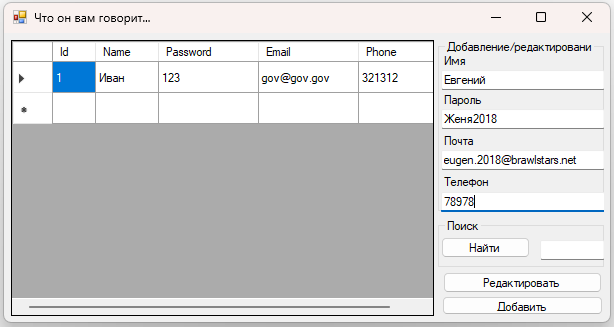 Что он вам говорит...
Id Name Password Email Phone
1 Иван 123 gov@gov.gov 321312
Добавление/редактировани
Имя
Евгений
Пароль
Женя2018
Почта
eugen.2018@brawlstars.net
Телефон
78978
Поиск
Найти
Редактировать
Добавить